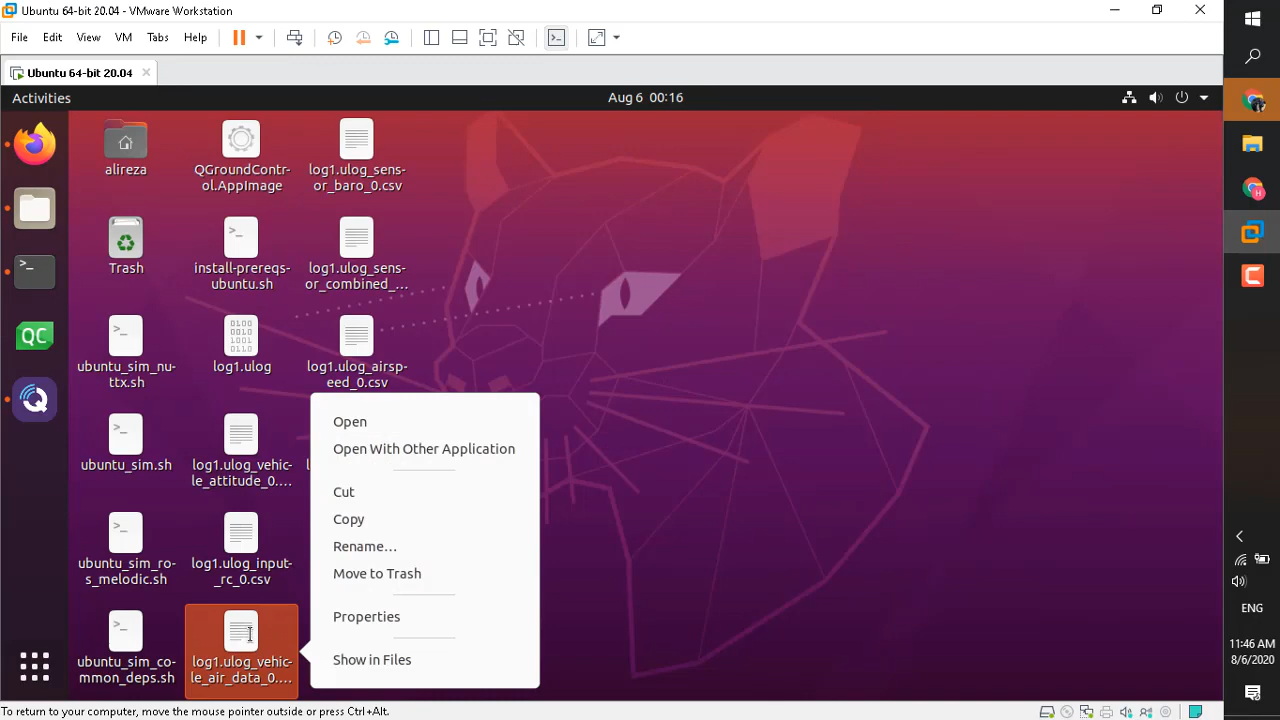 Ubuntu 64-bit 20.04 - VMware Workstation
File Edit View VM Tabs Help
Ubuntu 64-bit 20.04
Activities
Aug 6 00:16
alireza
QGroundContr-
ol.AppImage
log1.ulog_sens-
or_baro_0.csv
Trash
install-prereqs-
ubuntu.sh
log1.ulog_sens-
or_combined_...
ubuntu_sim_nu-
ttx.sh
log1.ulog
log1.ulog_airsp-
eed_0.csv
ubuntu_sim.sh
log1.ulog_vehic-
le_attitude_0....
ubuntu_sim_ro-
s_melodic.sh
log1.ulog_input-
_rc_0.csv
ubuntu_sim_co-
mmon_deps.sh
log1.ulog_vehic-
le_air_data_0....
Open
Open With Other Application
Cut
Copy
Rename...
Move to Trash
Properties
Show in Files
QC
0100
1001
0110
H
ENG
11:46 AM
8/6/2020
To return to your computer, move the mouse pointer outside or press Ctrl+Alt.